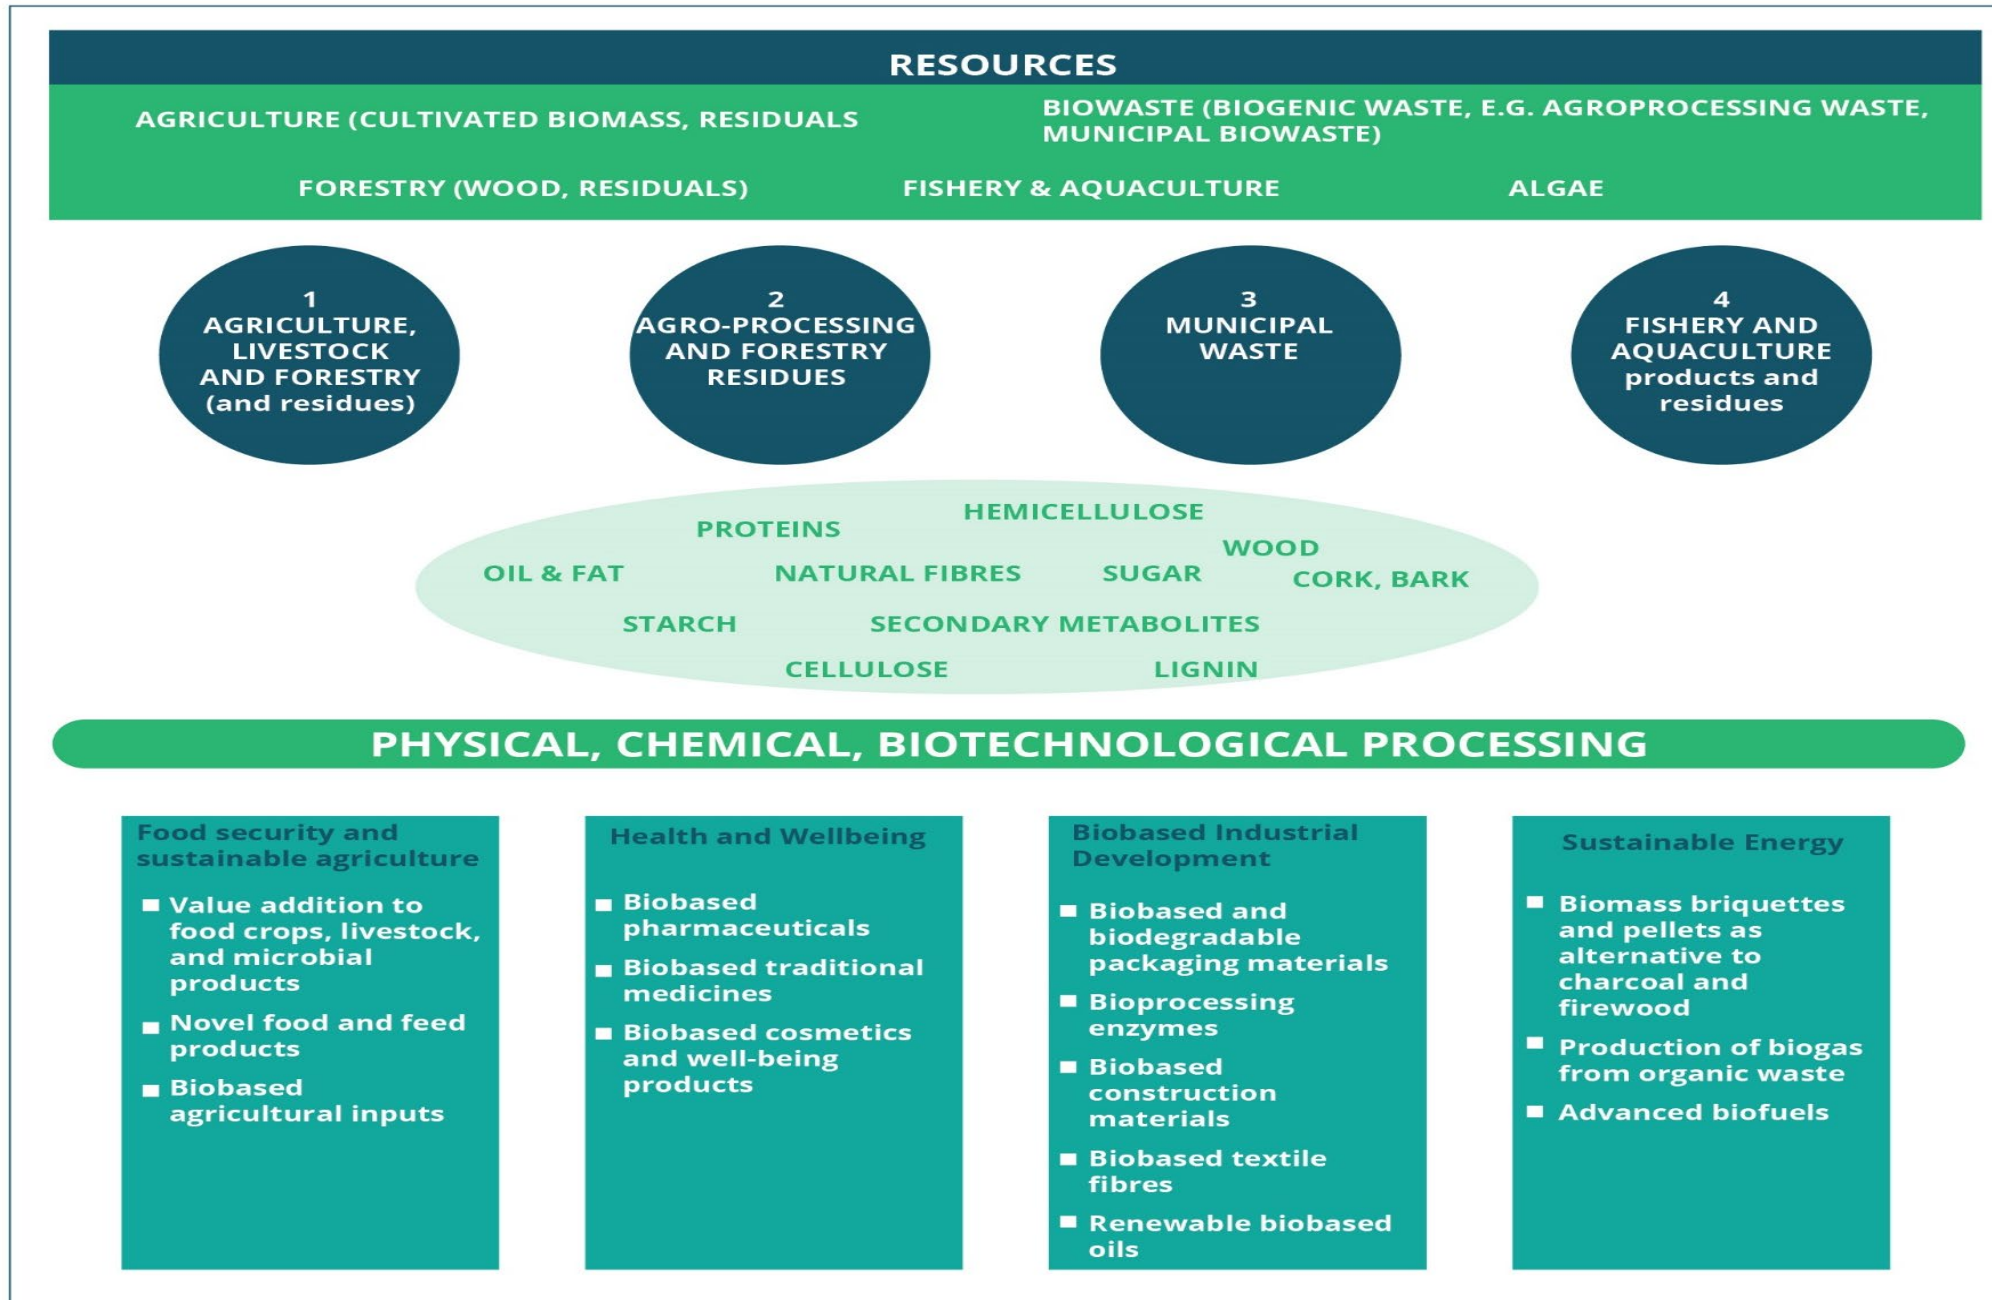 RESOURCES
AGRICULTURE (CULTIVATED BIOMASS, RESIDUALS
BIOWASTE (BIOGENIC WASTE, E.G. AGROPROCESSING WASTE,
MUNICIPAL BIOWASTE)
FORESTRY (WOOD, RESIDUALS)
FISHERY & AQUACULTURE
ALGAE
1
AGRICULTURE,
LIVESTOCK
AND FORESTRY
(and residues)
2
AGRO-PROCESSING
AND FORESTRY
RESIDUES
3
MUNICIPAL
WASTE
4
FISHERY AND
AQUACULTURE
products and
residues
HEMICELLULOSE
PROTEINS
WOOD
OIL & FAT
NATURAL FIBRES
SUGAR
CORK, BARK
STARCH
SECONDARY METABOLITES
CELLULOSE
LIGNIN
PHYSICAL, CHEMICAL, BIOTECHNOLOGICAL PROCESSING
Food security and
sustainable agriculture
Value addition to
food crops, livestock,
and microbial
products
Novel food and feed
products
Biobased
agricultural inputs
Health and Wellbeing
Biobased
pharmaceuticals
Biobased traditional
medicines
Biobased cosmetics
and well-being
products
Biobased Industrial
Development
Biobased and
biodegradable
packaging materials
Bioprocessing
enzymes
Biobased
construction
materials
Biobased textile
fibres
Renewable biobased
oils
Sustainable Energy
Biomass briquettes
and pellets as
alternative to
charcoal and
firewood
Production of biogas
from organic waste
Advanced biofuels